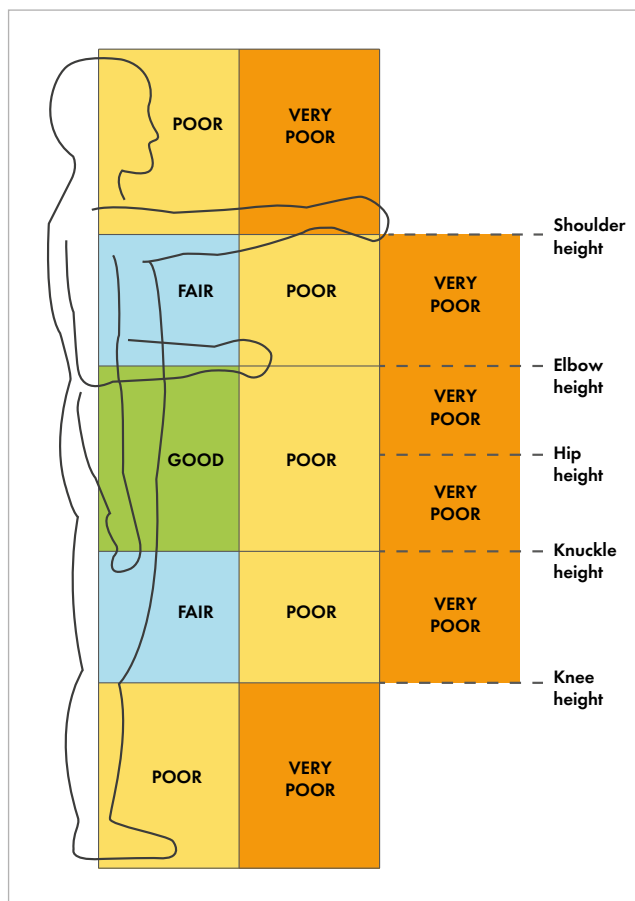 POOR
VERY
POOR
Shoulder
height
FAIR
POOR
VERY
POOR
Elbow
height
VERY
POOR
GOOD
POOR
Hip
height
VERY
POOR
Knuckle
height
FAIR
POOR
VERY
POOR
Knee
height
POOR
VERY
POOR